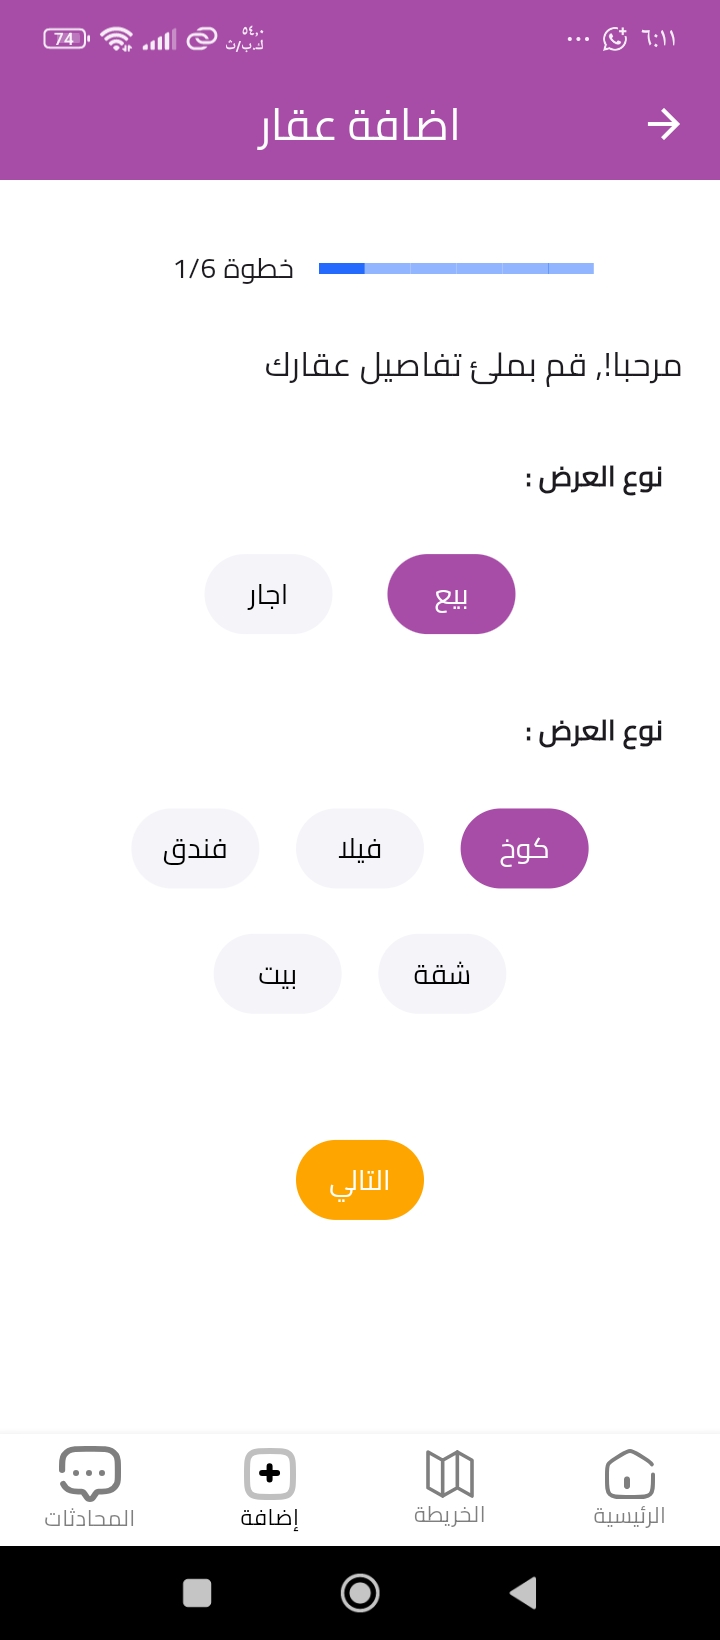 ٦:١١ ... ٥٤,٠ ك.ب/ث 74
اضافة عقار
خطوة 1/6
مرحبا!, قم بملئ تفاصيل عقارك
نوع العرض :
بيع اجار
نوع العرض :
كوخ فيلا فندق
شقة بيت
التالي
الرئيسية الخريطة إضافة المحادثات